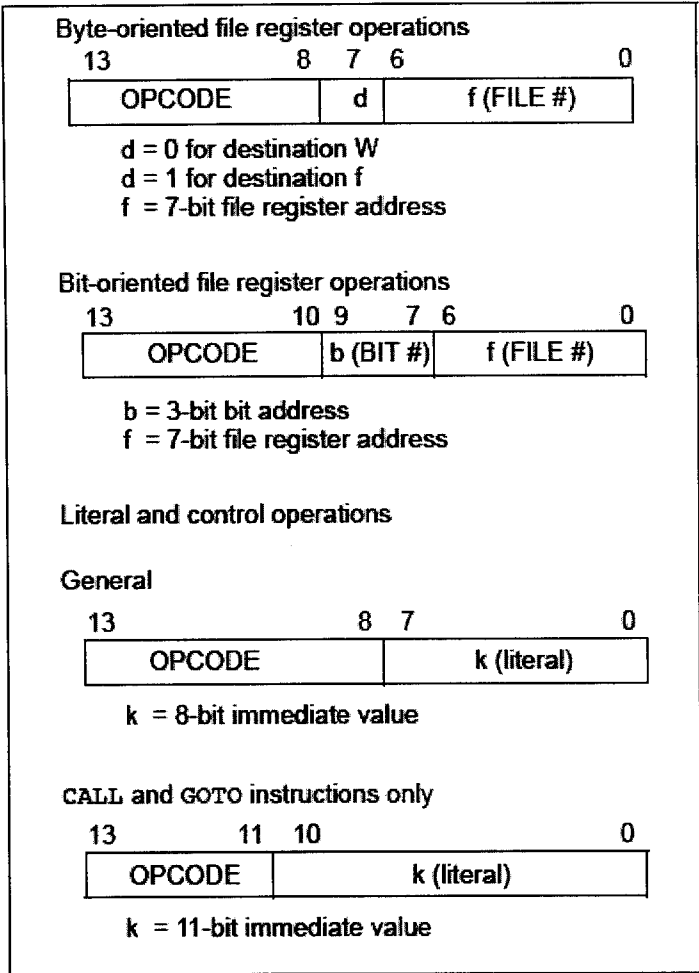 Byte-oriented file register operations
13 8 7 6 0
OPCODE d f (FILE #)
d = 0 for destination W
d = 1 for destination f
f = 7-bit file register address
Bit-oriented file register operations
13 10 9 7 6 0
OPCODE b (BIT #) f (FILE #)
b = 3-bit bit address
f = 7-bit file register address
Literal and control operations
General
13 8 7 0
OPCODE k (literal)
k = 8-bit immediate value
CALL and GOTO instructions only
13 11 10 0
OPCODE k (literal)
k = 11-bit immediate value